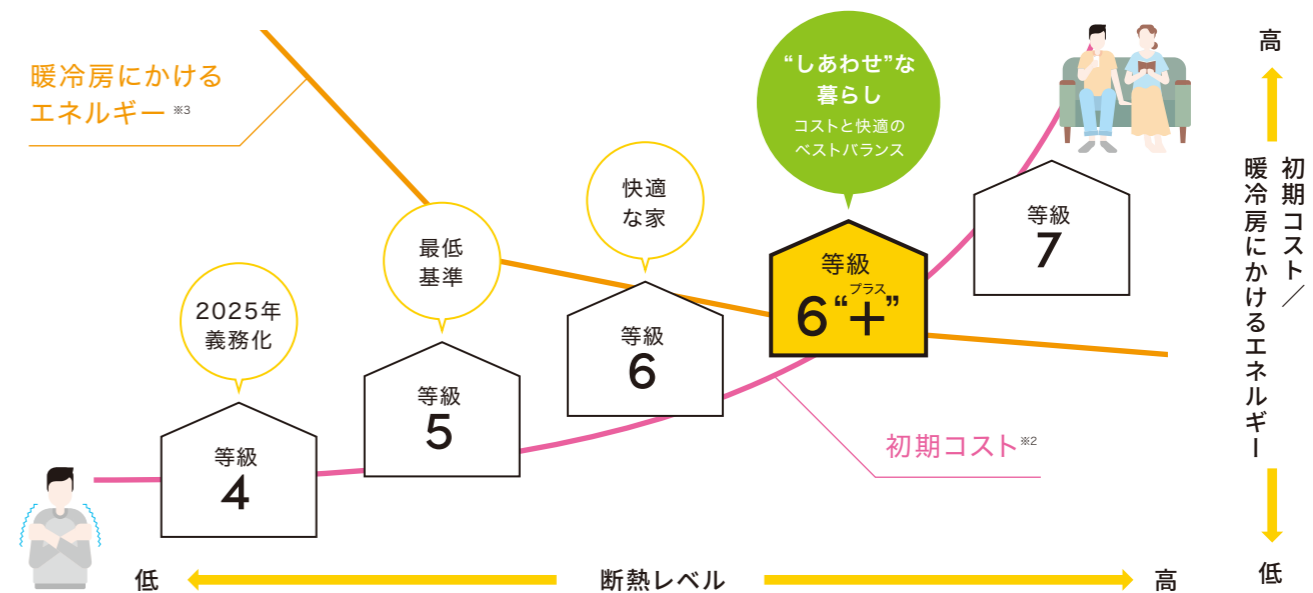 暖冷房にかける
エネルギー ※3
“しあわせ”な
暮らし
コストと快適の
ベストバランス
快適
な家
最低
基準
2025年
義務化
等級
4
等級
5
等級
6
等級
プラス
6“＋”
等級
7
初期コスト※2
高
初期コスト／
暖冷房にかけるエネルギー
低
低
断熱レベル
高